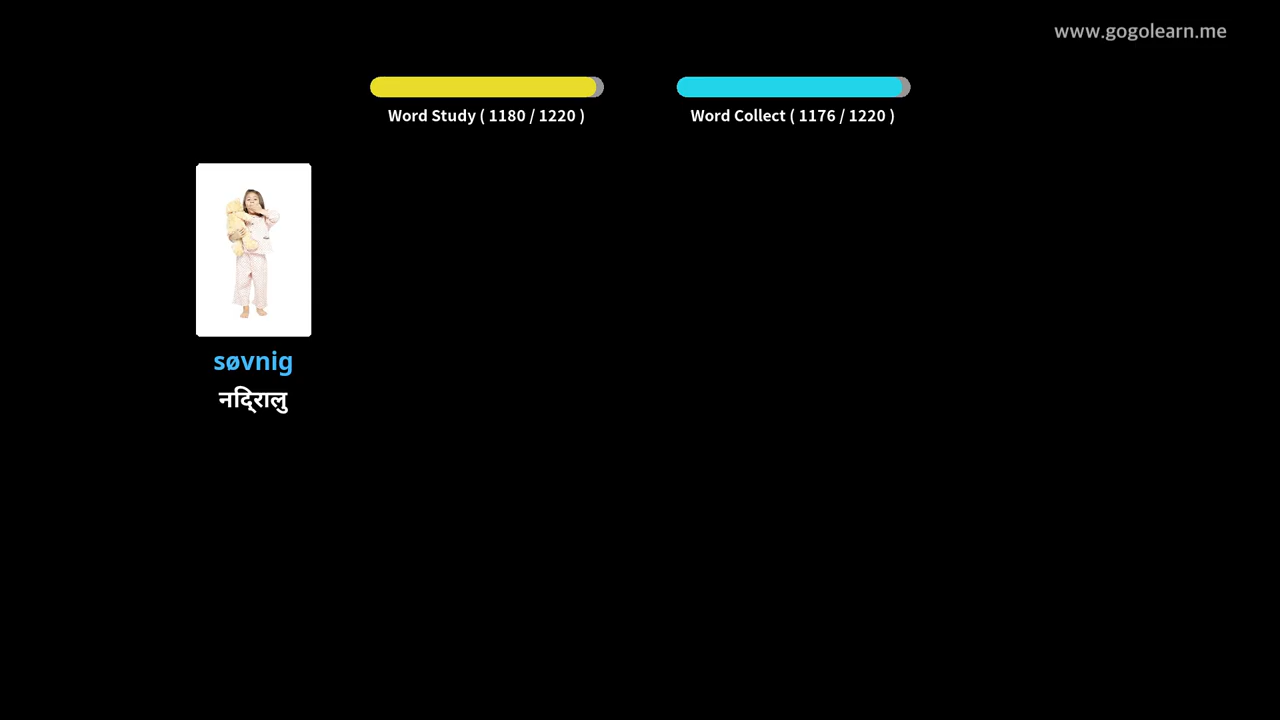 www.gogolearn.me
Word Study ( 1180 / 1220 )
Word Collect ( 1176 / 1220 )
søvnig
नदि्रालु